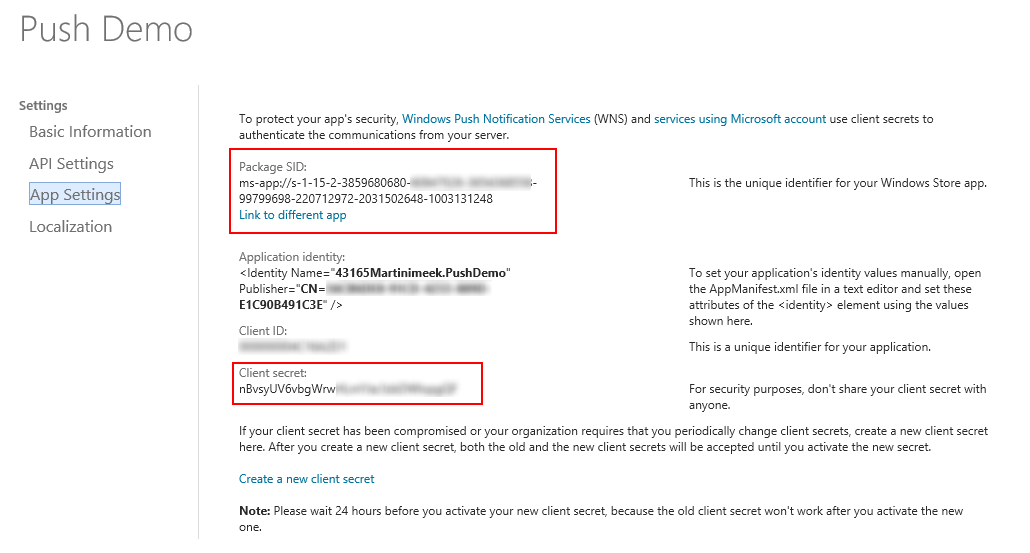 Push Demo
Settings
Basic Information
API Settings
App Settings
Localization
To protect your app's security, Windows Push Notification Services (WNS) and services using Microsoft account use client secrets to
authenticate the communications from your server.
Package SID:
ms-app://s-1-15-2-3859680680- -
99799698-220712972-2031502648-1003131248
Link to different app
This is the unique identifier for your Windows Store app.
Application identity:
<Identity Name="43165Martinimeek.PushDemo"
Publisher="CN=
E1C90B491C3E" />
To set your application's identity values manually, open
the AppManifest.xml file in a text editor and set these
attributes of the <identity> element using the values
shown here.
Client ID:
This is a unique identifier for your application.
Client secret:
nBvsyUV6vbgWrw
For security purposes, don't share your client secret with
anyone.
If your client secret has been compromised or your organization requires that you periodically change client secrets, create a new client secret
here. After you create a new client secret, both the old and the new client secrets will be accepted until you activate the new secret.
Create a new client secret
Note: Please wait 24 hours before you activate your new client secret, because the old client secret won't work after you activate the new
one.